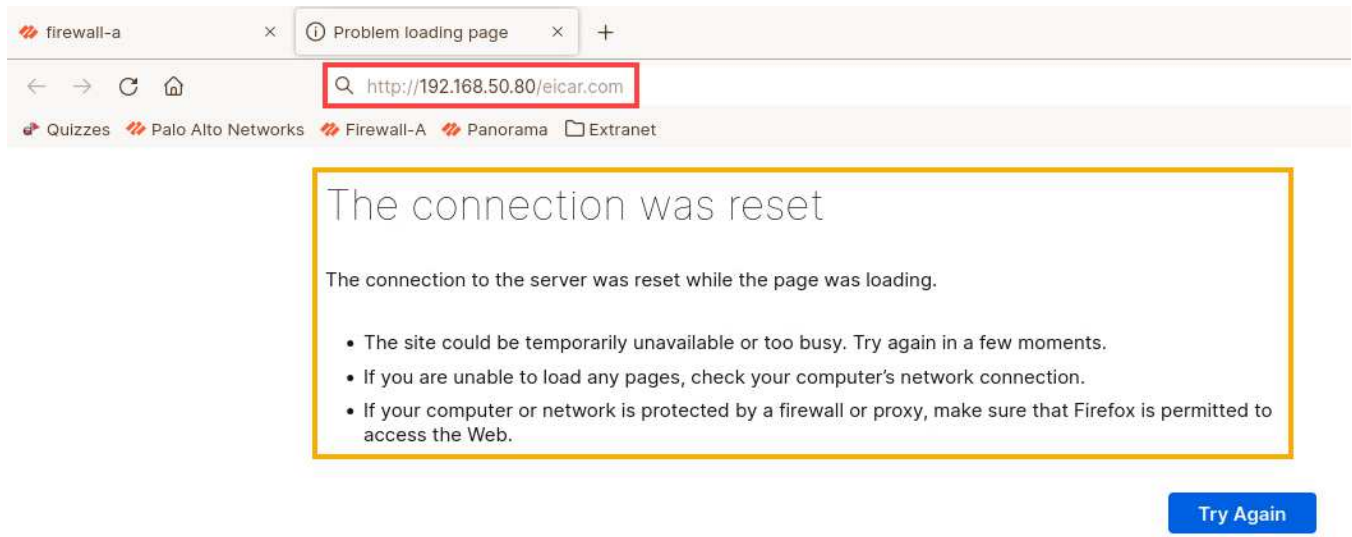 firewall-a
Problem loading page
http://192.168.50.80/eicar.com
Quizzes Palo Alto Networks Firewall-A Panorama Extranet
The connection was reset
The connection to the server was reset while the page was loading.
• The site could be temporarily unavailable or too busy. Try again in a few moments.
• If you are unable to load any pages, check your computer’s network connection.
• If your computer or network is protected by a firewall or proxy, make sure that Firefox is permitted to
access the Web.
Try Again